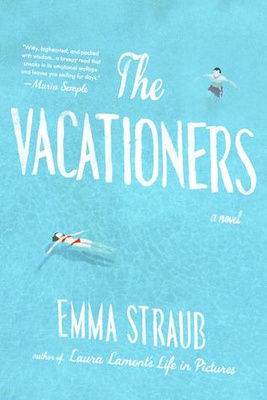 "Witty, bighearted, and packed
with wisdom...a breezy read that
sneaks in its emotional wallops
and leaves you smiling for days."
—Maria Semple
The
VACATIONERS
a novel
EMMA STRAUB
author of Laura Lamont's Life in Pictures